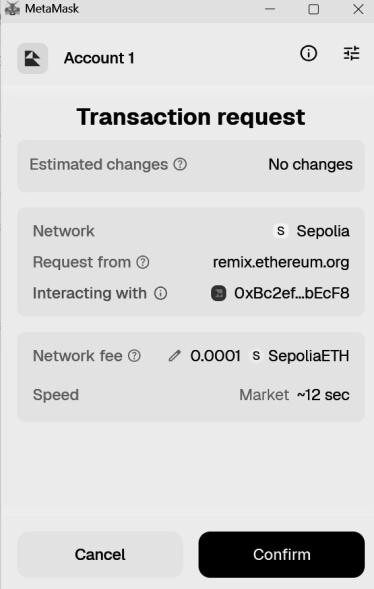 MetaMask
Account 1
Transaction request
Estimated changes No changes
Network S Sepolia
Request from remix.ethereum.org
Interacting with 0xBc2ef...bEcF8
Network fee 0.0001 S SepoliaETH
Speed Market ~12 sec
Cancel Confirm